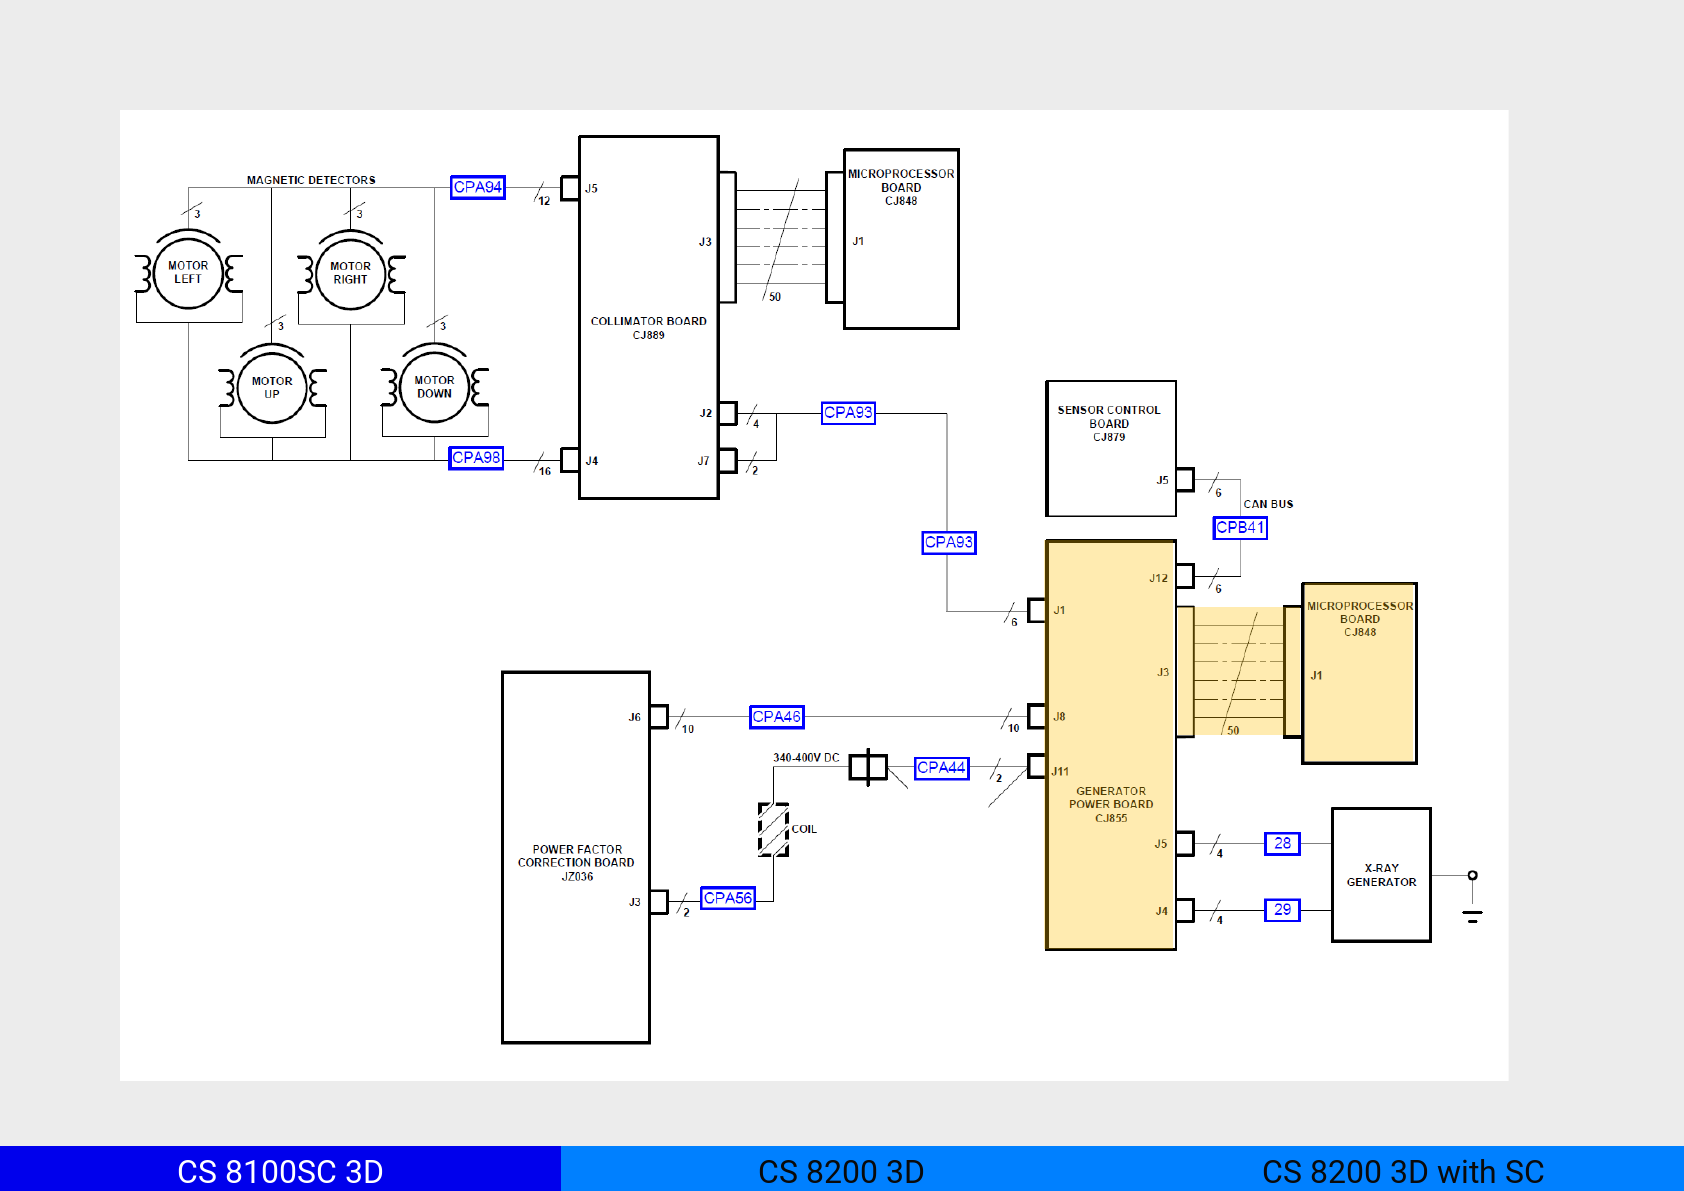 MAGNETIC DETECTORS
CPA94
12
J5
MICROPROCESSOR
BOARD
CJ848
3
3
J3
J1
MOTOR
LEFT
MOTOR
RIGHT
50
COLLIMATOR BOARD
CJ889
3
3
MOTOR
UP
MOTOR
DOWN
J2
4
CPA93
SENSOR CONTROL
BOARD
CJ879
CPA98
16
J4
J7
2
J5
6
CAN BUS
CPB41
CPA93
J12
6
MICROPROCESSOR
BOARD
CJ848
6
J1
J3
J1
J6
10
CPA46
10
J8
50
340-400V DC
CPA44
2
J11
GENERATOR
POWER BOARD
CJ855
COIL
POWER FACTOR
CORRECTION BOARD
JZ036
J5
4
28
X-RAY
GENERATOR
J3
2
CPA56
J4
4
29
CS 8100SC 3D
CS 8200 3D
CS 8200 3D with SC